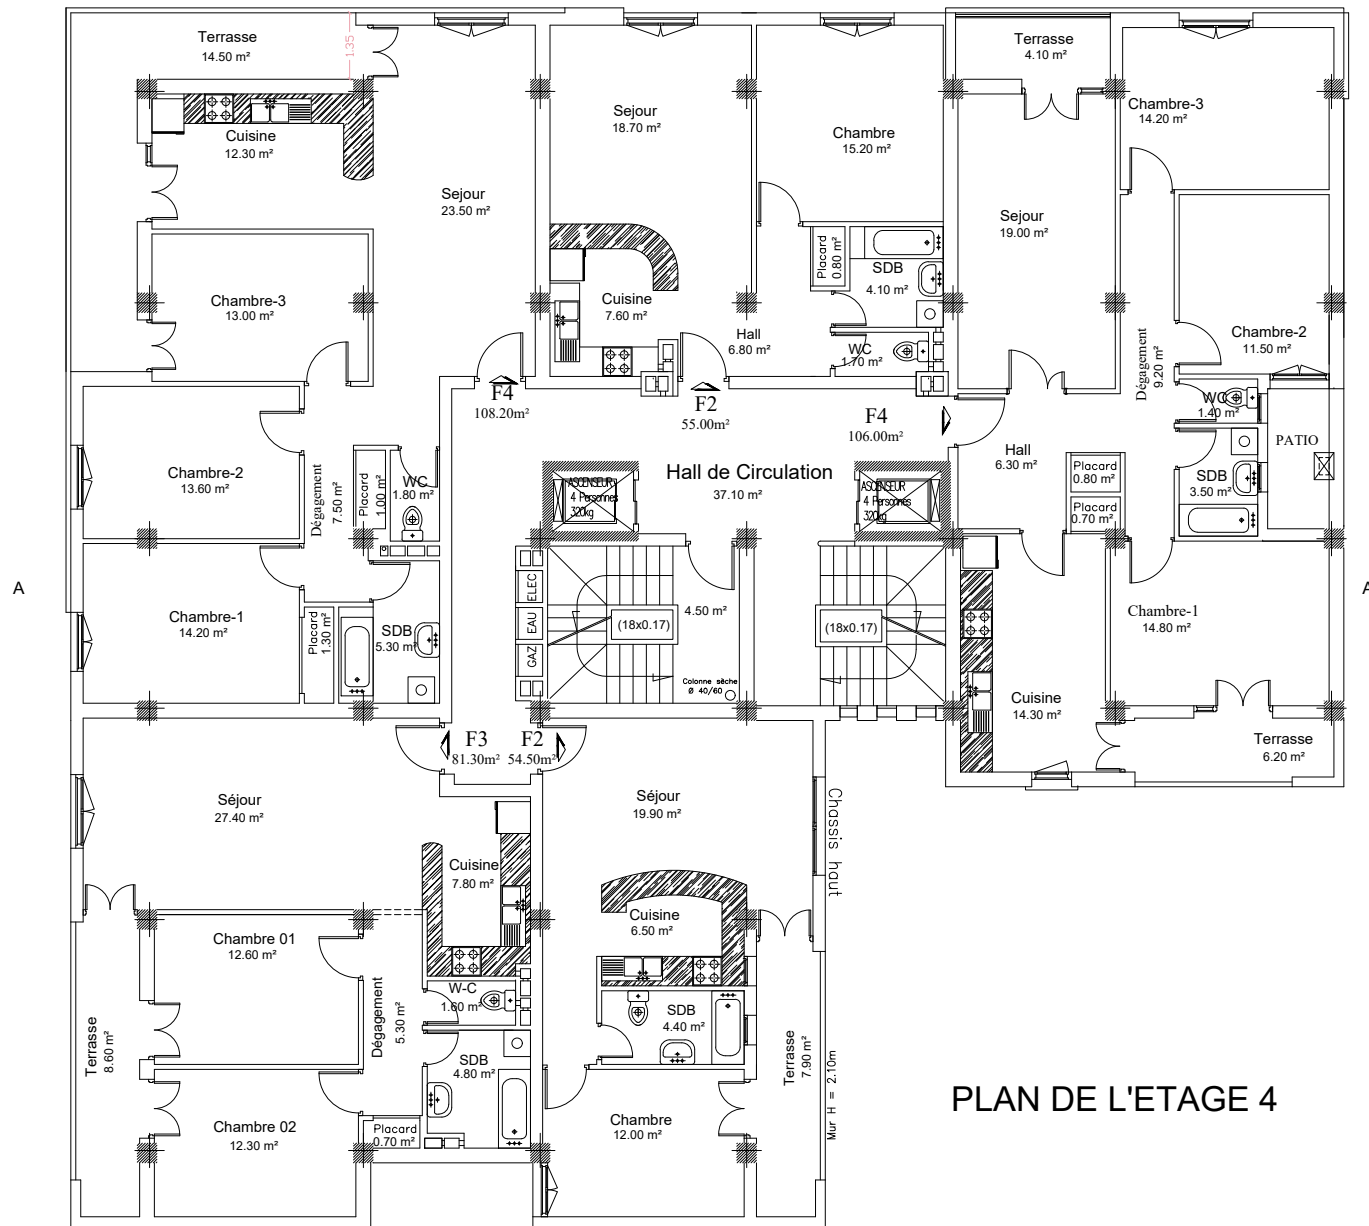 Terrasse
14.50 m²
1.35
Cuisine
12.30 m²
Sejour
23.50 m²
Sejour
18.70 m²
Chambre
15.20 m²
Terrasse
4.10 m²
Chambre-3
14.20 m²
Sejour
19.00 m²
Placard
0.80 m²
SDB
4.10 m²
Chambre-3
13.00 m²
Cuisine
7.60 m²
Hall
6.80 m²
WC
1.70 m²
Dégagement
9.20 m²
Chambre-2
11.50 m²
F4
108.20m²
F2
55.00m²
F4
106.00m²
WC
1.40 m²
PATIO
Hall
6.30 m²
Placard
0.80 m²
SDB
3.50 m²
Placard
0.70 m²
Chambre-2
13.60 m²
Dégagement
7.50 m²
Placard
1.00 m²
WC
1.80 m²
Hall de Circulation
37.10 m²
ASCENSEUR
4 Personnes
320kg
ASCENSEUR
4 Personnes
320kg
A
A
Chambre-1
14.20 m²
Placard
1.30 m²
SDB
5.30 m²
ELEC
EAU
GAZ
(18x0.17)
4.50 m²
(18x0.17)
Colonne sèche
Ø 40/60
Chambre-1
14.80 m²
Cuisine
14.30 m²
Terrasse
6.20 m²
F3
81.30m²
F2
54.50m²
Séjour
27.40 m²
Séjour
19.90 m²
Chassis haut
Cuisine
7.80 m²
Cuisine
6.50 m²
Chambre 01
12.60 m²
Dégagement
5.30 m²
W-C
1.60 m²
SDB
4.40 m²
Terrasse
8.60 m²
SDB
4.80 m²
Terrasse
7.90 m²
Mur H = 2.10m
Chambre 02
12.30 m²
Placard
0.70 m²
Chambre
12.00 m²
PLAN DE L'ETAGE 4